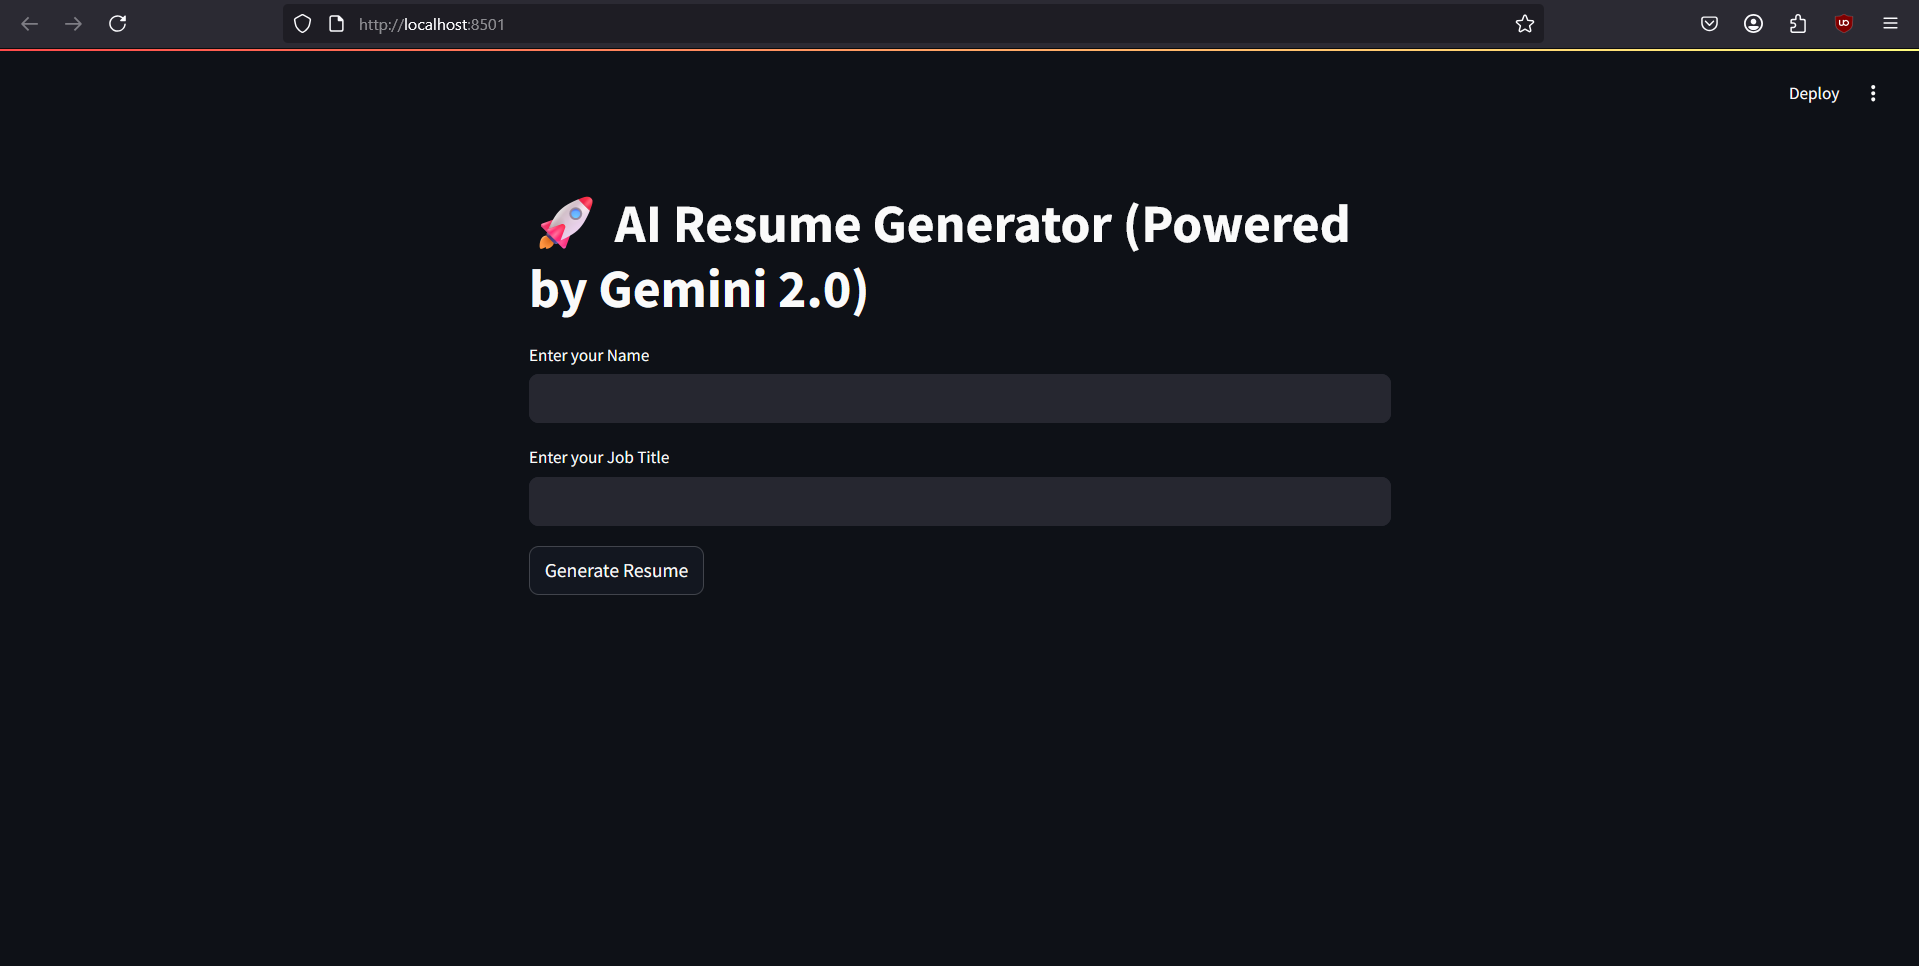 http://localhost:8501
Deploy
🚀 AI Resume Generator (Powered
by Gemini 2.0)
Enter your Name
Enter your Job Title
Generate Resume